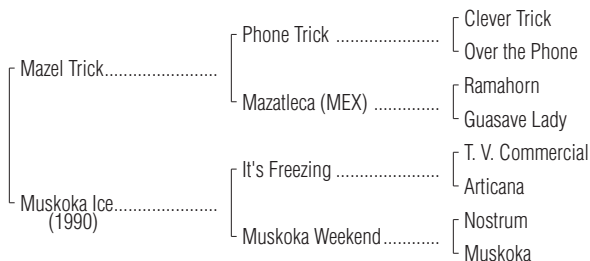 Clever Trick
Phone Trick ......................
Over the Phone
Mazel Trick........................
Ramahorn
Mazatleca (MEX) ..............
Guasave Lady
T. V. Commercial
It's Freezing ......................
Articana
Muskoka Ice......................
(1990)
Nostrum
Muskoka Weekend............
Muskoka